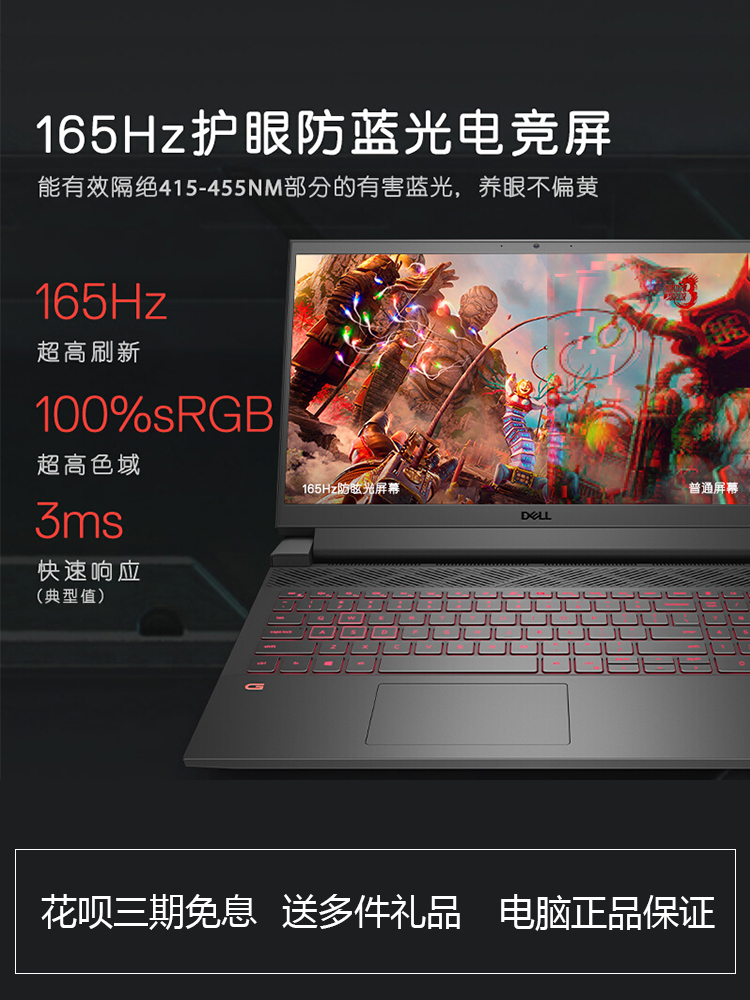 165Hz护眼防蓝光电竞屏
能有效隔绝415-455NM部分的有害蓝光，养眼不偏黄
165Hz
超高刷新
100%sRGB
超高色域
3ms
快速响应
(典型值)
165Hz防眩光屏幕
普通屏幕
DELL
花呗三期免息 送多件礼品 电脑正品保证